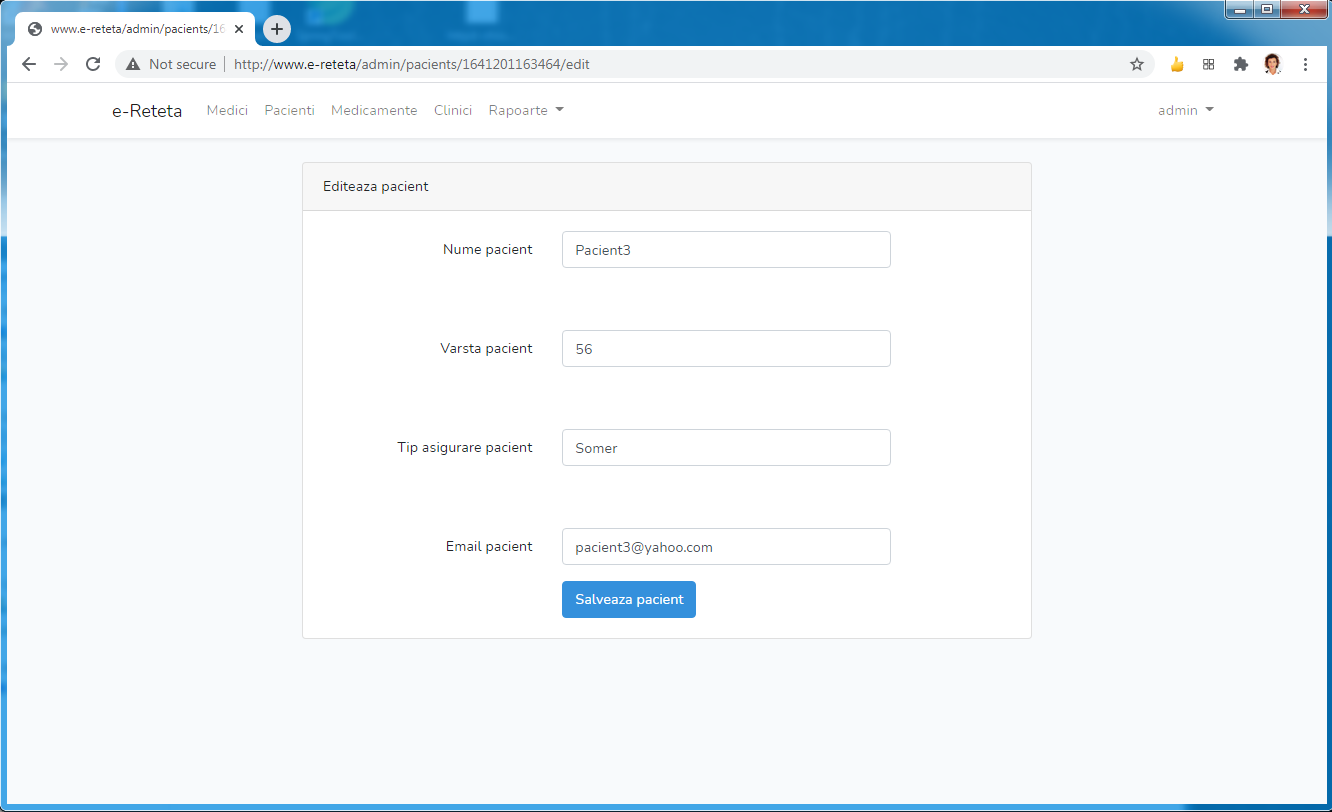 www.e-reteta/admin/pacients/16
Not secure | http://www.e-reteta/admin/pacients/1641201163464/edit
e-Reteta Medici Pacienti Medicamente Clinici Rapoarte admin
Editeaza pacient
Nume pacient Pacient3
Varsta pacient 56
Tip asigurare pacient Somer
Email pacient pacient3@yahoo.com
Salveaza pacient